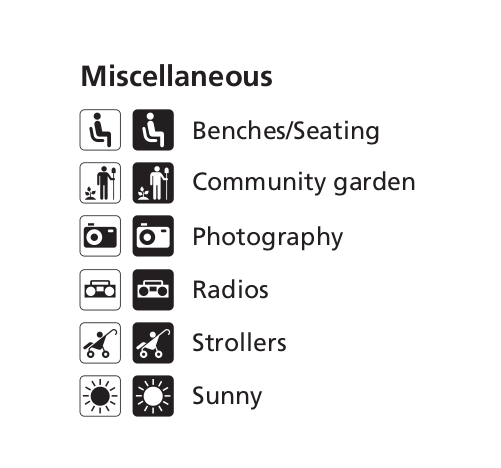 Miscellaneous
Benches/Seating
Community garden
Photography
Radios
Strollers
Sunny